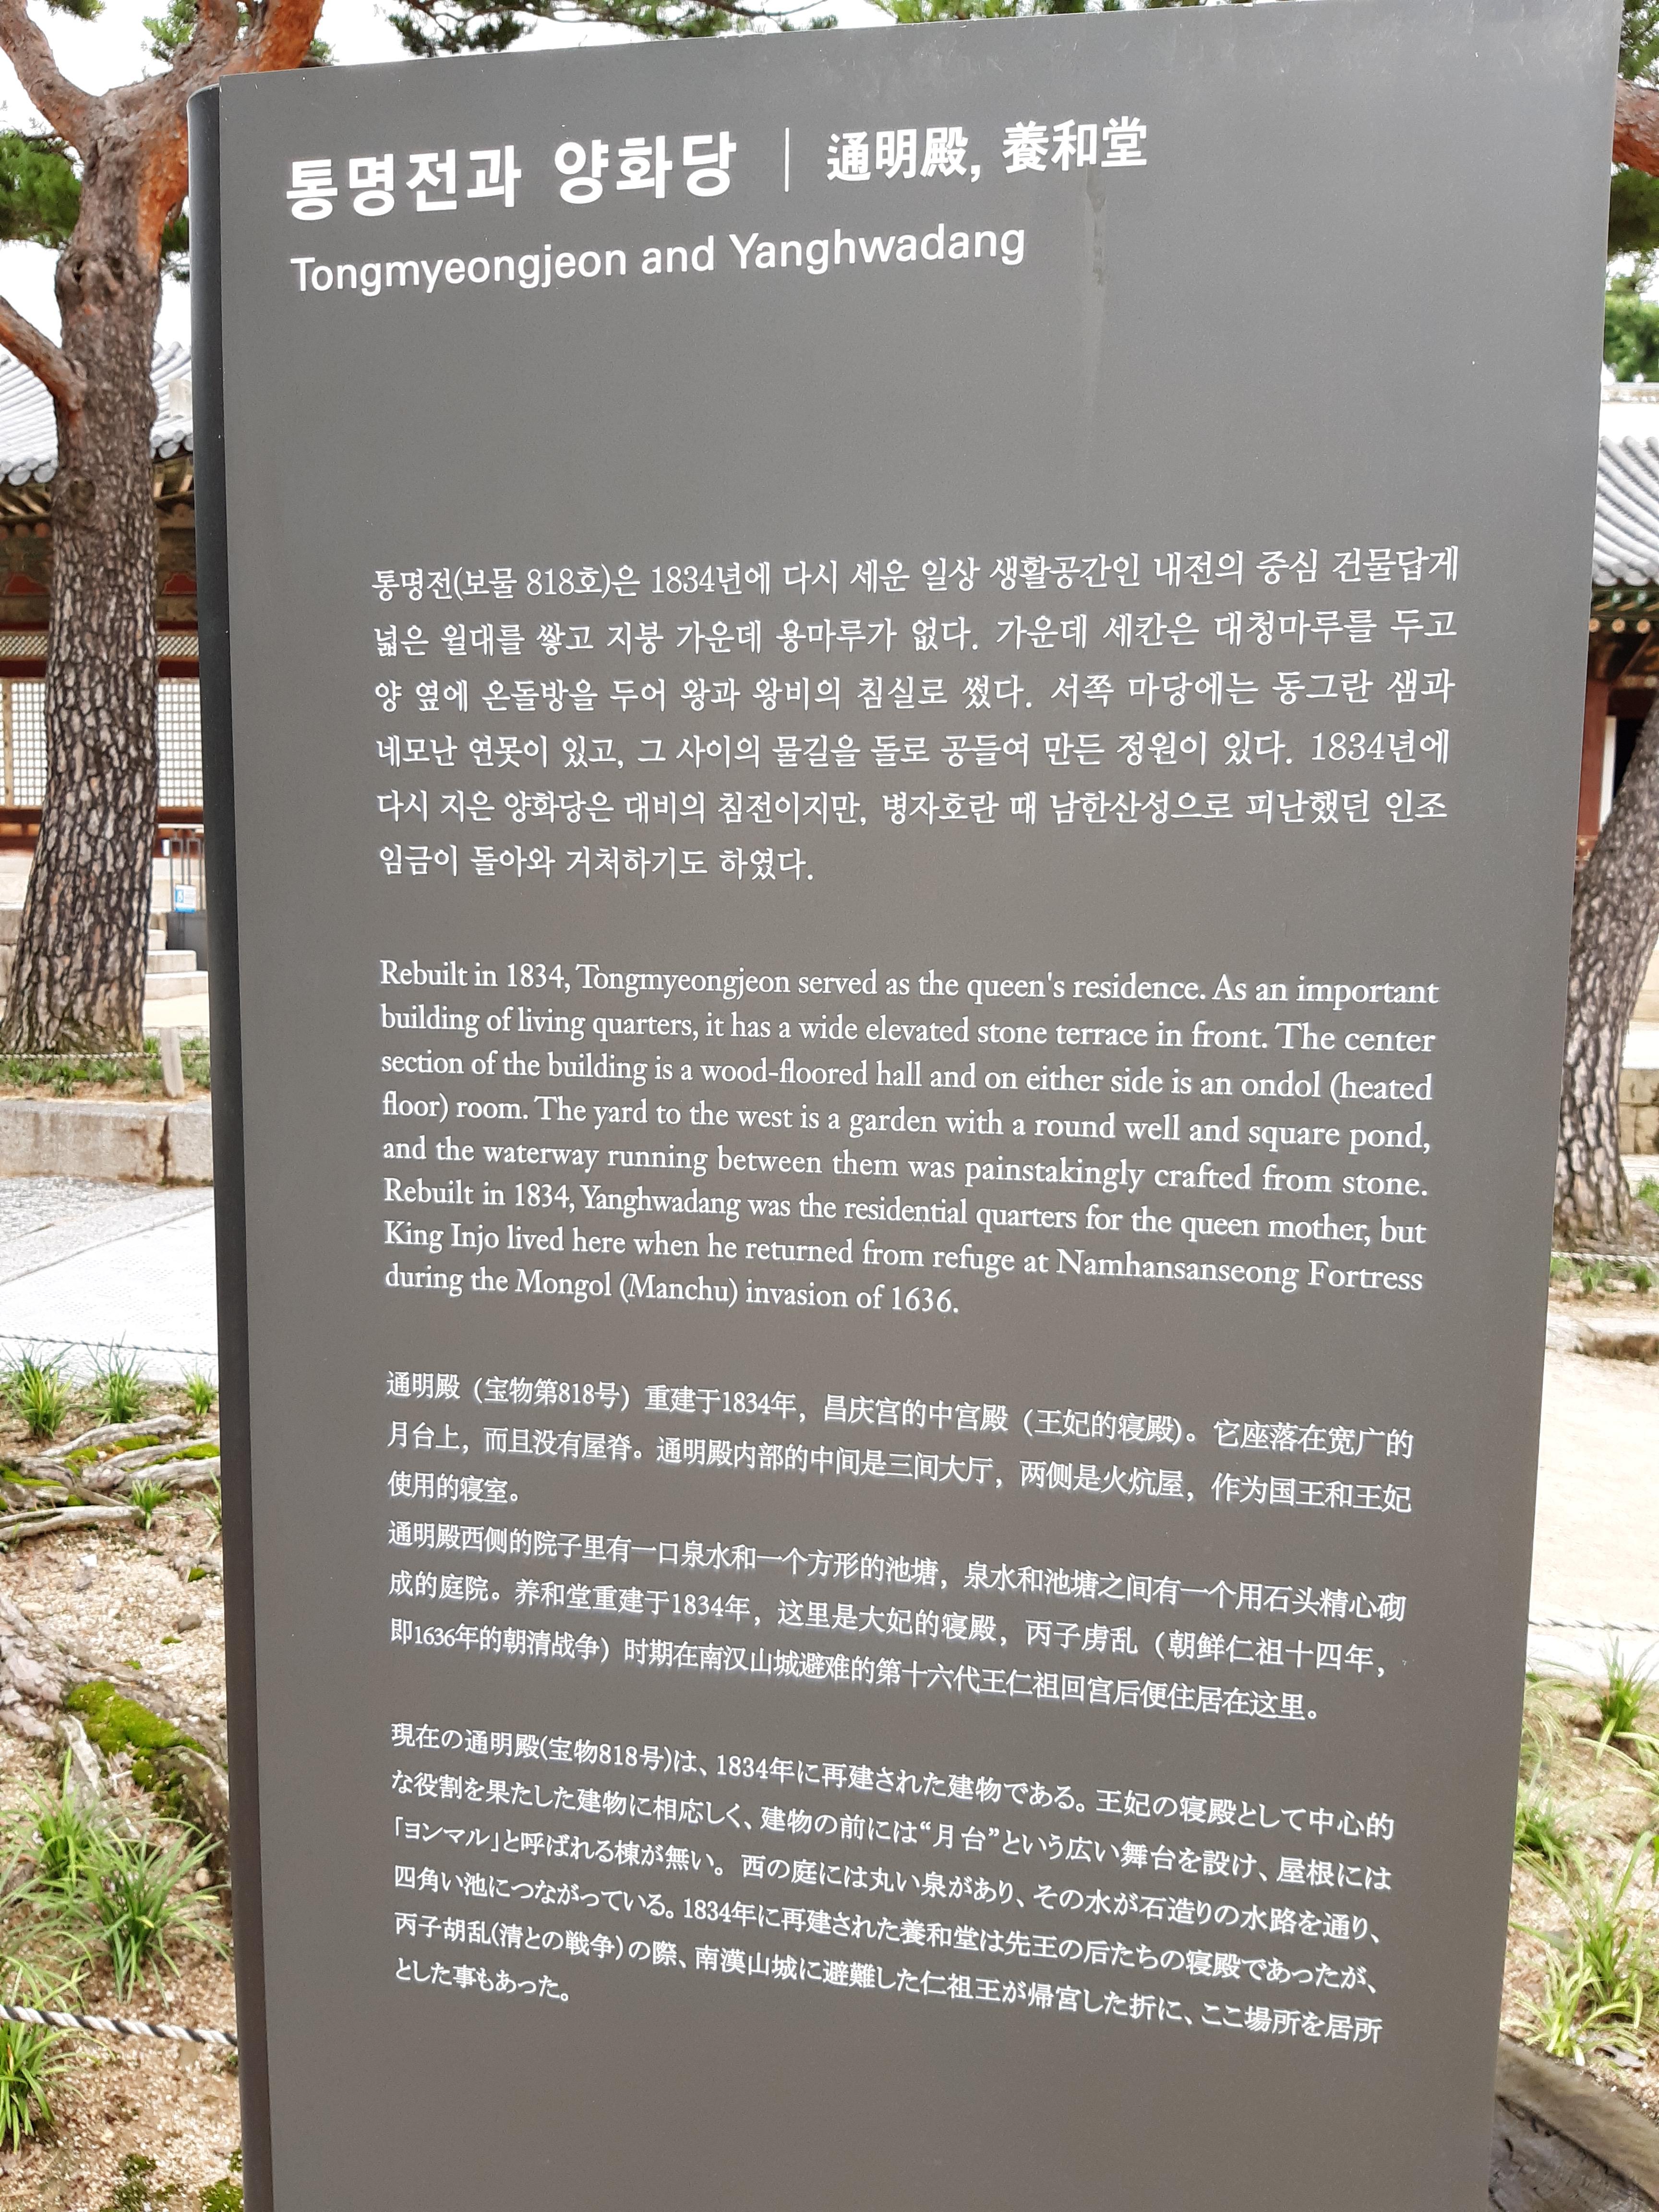 통명전과 양화당 | 通明殿, 養和堂
Tongmyeongjeon and Yanghwadang
통명전(보물 818호)은 1834년에 다시 세운 일상 생활공간인 내전의 중심 건물답게
넓은 월대를 쌓고 지붕 가운데 용마루가 없다. 가운데 세칸은 대청마루를 두고
양 옆에 온돌방을 두어 왕과 왕비의 침실로 썼다. 서쪽 마당에는 동그란 샘과
네모난 연못이 있고, 그 사이의 물길을 돌로 공들여 만든 정원이 있다. 1834년에
다시 지은 양화당은 대비의 침전이지만, 병자호란 때 남한산성으로 피난했던 인조
임금이 돌아와 거처하기도 하였다.
Rebuilt in 1834, Tongmyeongjeon served as the queen's residence. As an important
building of living quarters, it has a wide elevated stone terrace in front. The center
section of the building is a wood-floored hall and on either side is an ondol (heated
floor) room. The yard to the west is a garden with a round well and square pond,
and the waterway running between them was painstakingly crafted from stone.
Rebuilt in 1834, Yanghwadang was the residential quarters for the queen mother, but
King Injo lived here when he returned from refuge at Namhansanseong Fortress
during the Mongol (Manchu) invasion of 1636.
通明殿（宝物第818号）重建于1834年，昌庆宫的中宫殿（王妃的寝殿）。它座落在宽广的
月台上，而且没有屋脊。通明殿内部的中间是三间大厅，两侧是火炕屋，作为国王和王妃
使用的寝室。
通明殿西侧的院子里有一口泉水和一个方形的池塘，泉水和池塘之间有一个用石头精心砌
成的庭院。养和堂重建于1834年，这里是大妃的寝殿，丙子虏乱（朝鲜仁祖十四年，
即1636年的朝清战争）时期在南汉山城避难的第十六代王仁祖回宫后便住居在这里。
現在の通明殿(宝物818号)は、1834年に再建された建物である。王妃の寝殿として中心的
な役割を果たした建物に相応しく、建物の前には“月台”という広い舞台を設け、屋根には
「ヨンマル」と呼ばれる棟が無い。西の庭には丸い泉があり、その水が石造りの水路を通り、
四角い池につながっている。1834年に再建された養和堂は先王の后たちの寝殿であったが、
丙子胡乱(清との戦争)の際、南漢山城に避難した仁祖王が帰宮した折に、ここ場所を居所
とした事もあった。